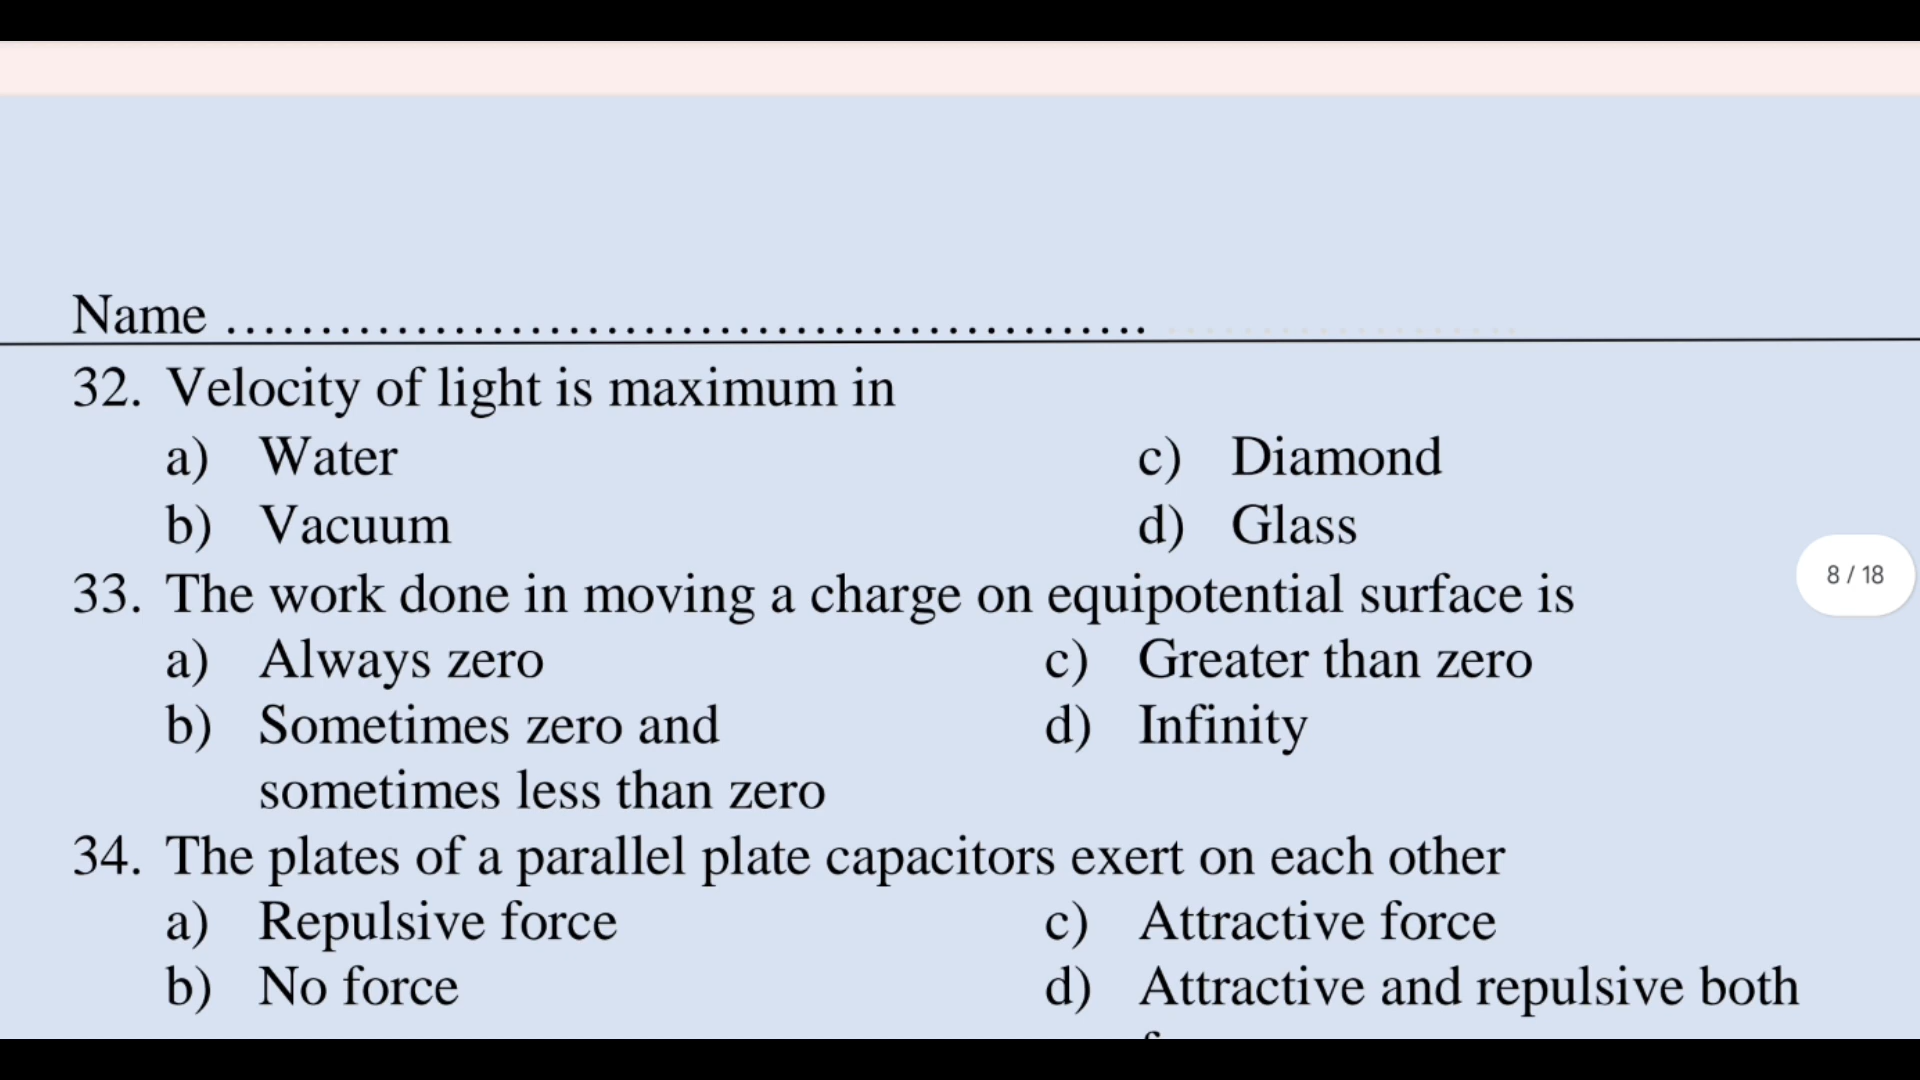 Name ................................................
32. Velocity of light is maximum in
a) Water c) Diamond
b) Vacuum d) Glass
33. The work done in moving a charge on equipotential surface is
a) Always zero c) Greater than zero
b) Sometimes zero and d) Infinity
sometimes less than zero
34. The plates of a parallel plate capacitors exert on each other
a) Repulsive force c) Attractive force
b) No force d) Attractive and repulsive both
8 / 18